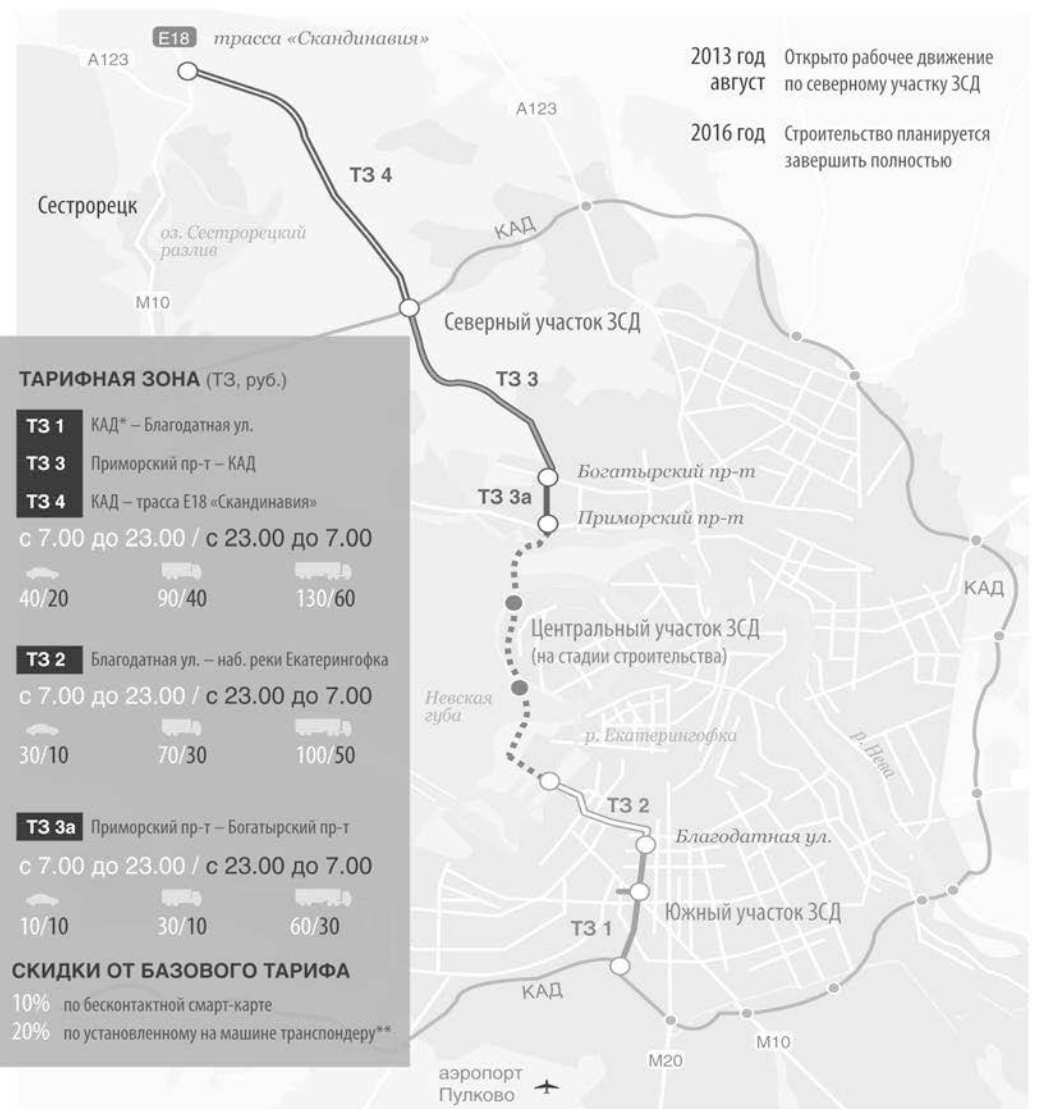 E18 трасса «Скандинавия»
А123
2013 год август Открыто рабочее движение
по северному участку ЗСД
2016 год Строительство планируется
завершить полностью
А123
ТЗ 4
Сестрорецк
оз. Сестрорецкий
разлив
КАД
М10
Северный участок ЗСД
ТЗ 3
Богатырский пр-т
ТЗ 3а
Приморский пр-т
КАД
Центральный участок ЗСД
(на стадии строительства)
Невская
губа
р. Екатерингофка
р. Нева
ТЗ 2
Благодатная ул.
Южный участок ЗСД
ТЗ 1
КАД
М20
М10
аэропорт
Пулково
ТАРИФНАЯ ЗОНА (ТЗ, руб.)
ТЗ 1 КАД* – Благодатная ул.
ТЗ 3 Приморский пр-т – КАД
ТЗ 4 КАД – трасса Е18 «Скандинавия»
с 7.00 до 23.00 / с 23.00 до 7.00
40/20 90/40 130/60
ТЗ 2 Благодатная ул. – наб. реки Екатерингофка
с 7.00 до 23.00 / с 23.00 до 7.00
30/10 70/30 100/50
ТЗ 3а Приморский пр-т – Богатырский пр-т
с 7.00 до 23.00 / с 23.00 до 7.00
10/10 30/10 60/30
СКИДКИ ОТ БАЗОВОГО ТАРИФА
10% по бесконтактной смарт-карте
20% по установленному на машине транспондеру**